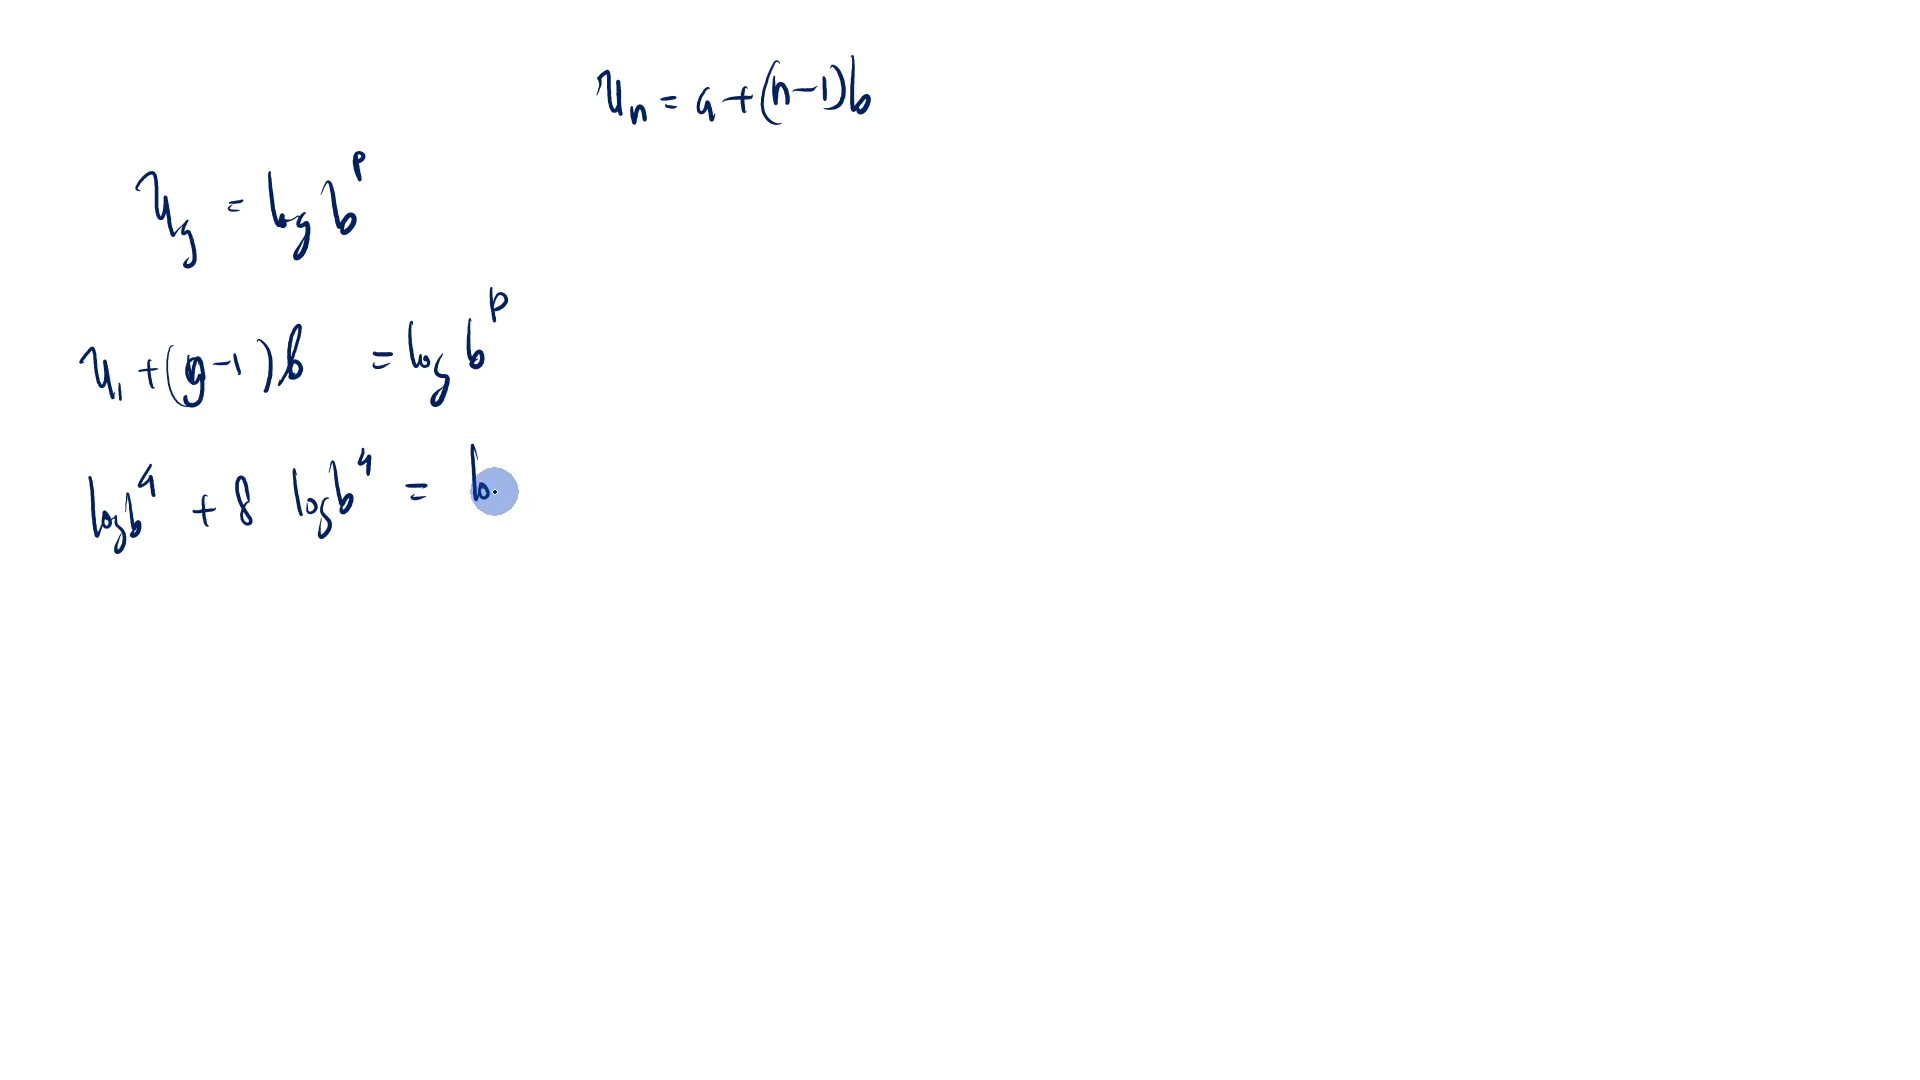 Uₙ = a + (n-1)b
U₉ = log b^p
U₁ + (9-1)b = log b^p
log b^4 + 8 log b^4 = lo